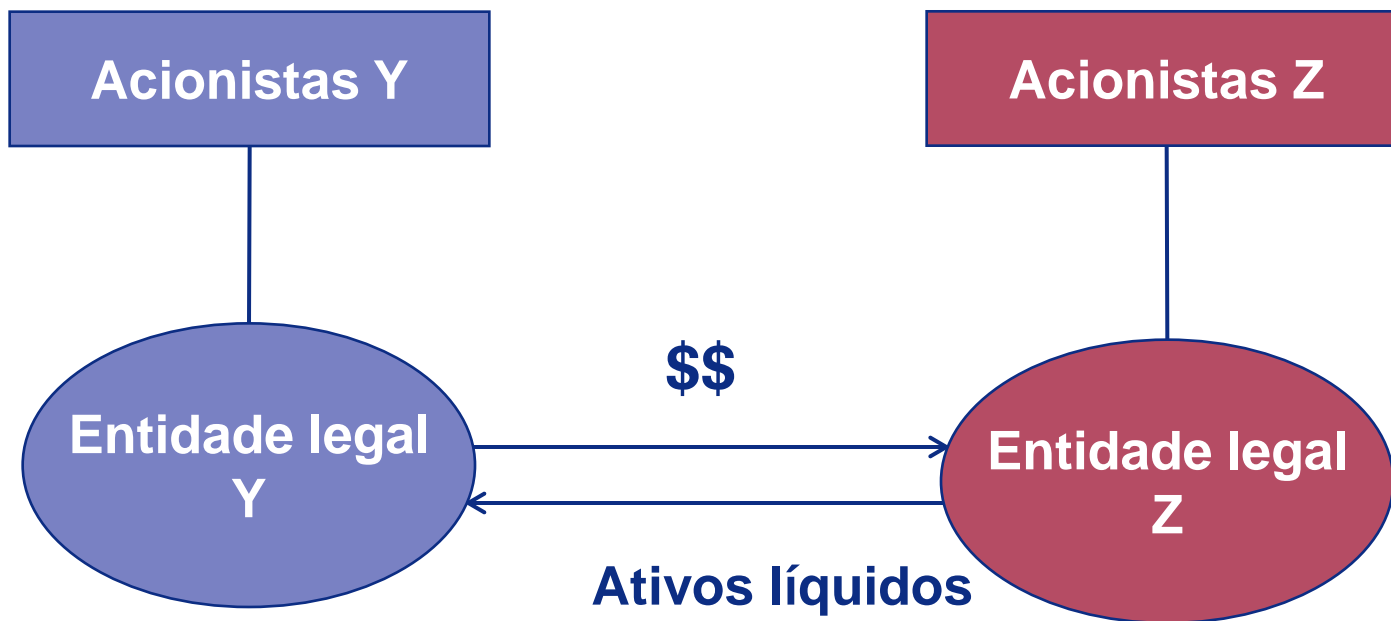 Acionistas Y
Acionistas Z
$$
Entidade legal
Y
Entidade legal
Z
Ativos líquidos